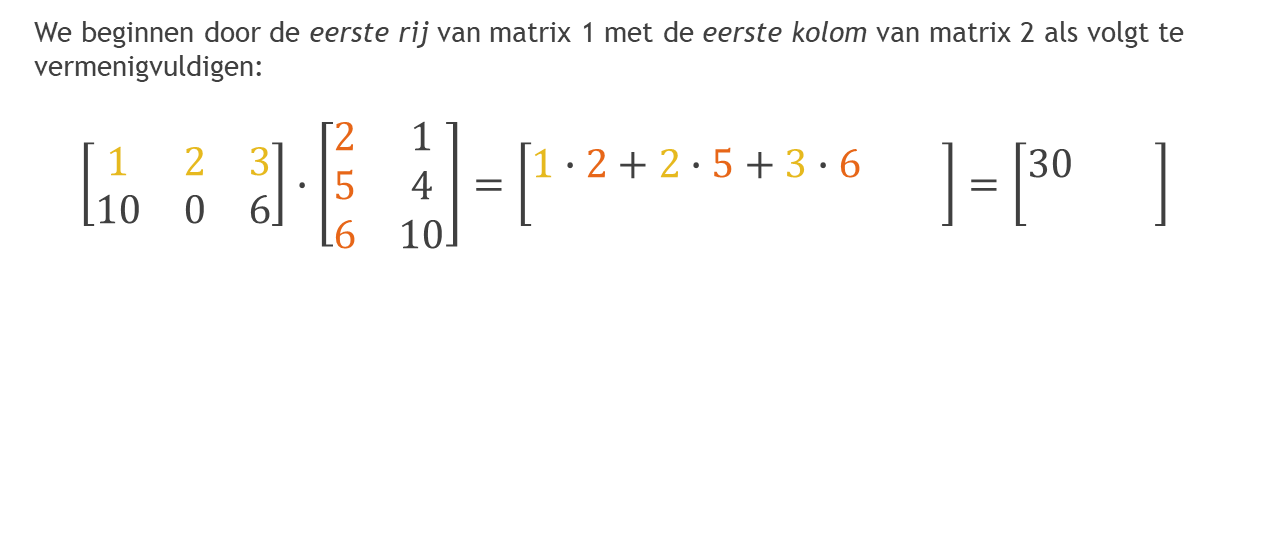 We beginnen door de eerste rij van matrix 1 met de eerste kolom van matrix 2 als volgt te
vermenigvuldigen:
[1 2 3; 10 0 6] · [2 1; 5 4; 6 10] = [1 · 2 + 2 · 5 + 3 · 6 ] = [30 ]